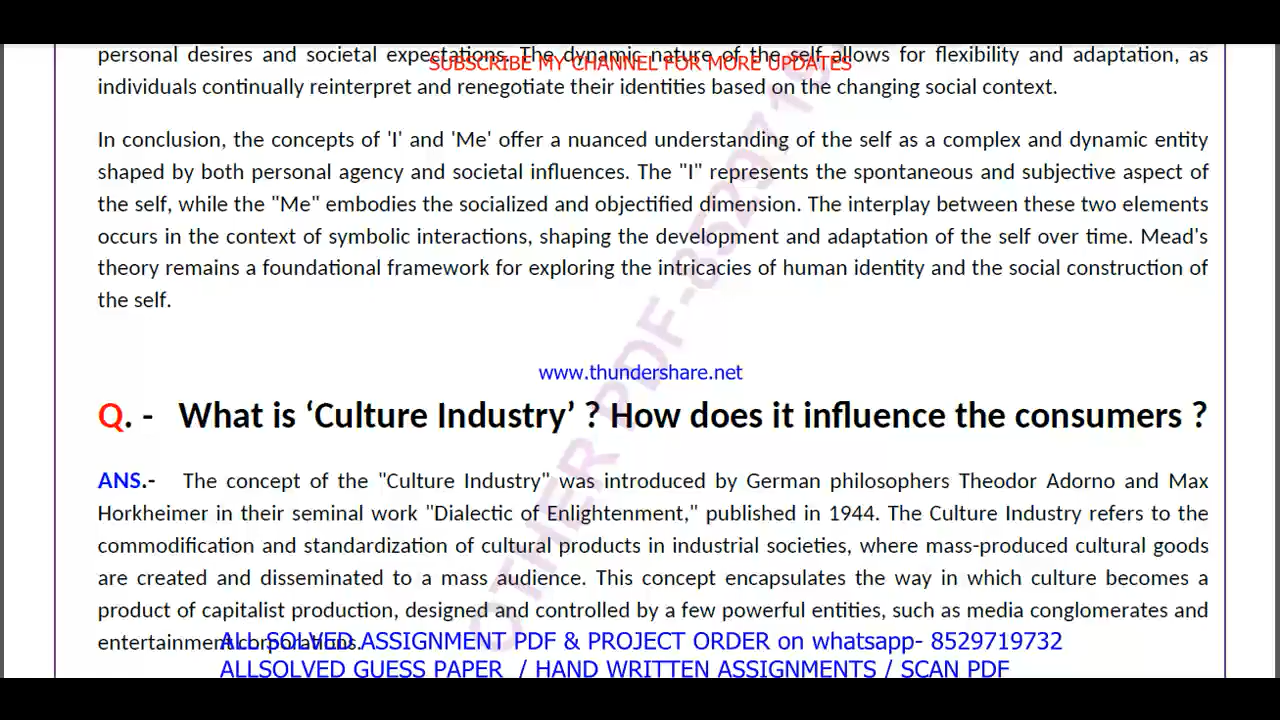 personal desires and societal expectations. The dynamic nature of the self allows for flexibility and adaptation, as
SUBSCRIBE MY CHANNEL FOR MORE UPDATES
individuals continually reinterpret and renegotiate their identities based on the changing social context.
In conclusion, the concepts of 'I' and 'Me' offer a nuanced understanding of the self as a complex and dynamic entity
shaped by both personal agency and societal influences. The "I" represents the spontaneous and subjective aspect of
the self, while the "Me" embodies the socialized and objectified dimension. The interplay between these two elements
occurs in the context of symbolic interactions, shaping the development and adaptation of the self over time. Mead's
theory remains a foundational framework for exploring the intricacies of human identity and the social construction of
the self.
www.thundershare.net
Q. - What is ‘Culture Industry’ ? How does it influence the consumers ?
ANS.- The concept of the "Culture Industry" was introduced by German philosophers Theodor Adorno and Max
Horkheimer in their seminal work "Dialectic of Enlightenment," published in 1944. The Culture Industry refers to the
commodification and standardization of cultural products in industrial societies, where mass-produced cultural goods
are created and disseminated to a mass audience. This concept encapsulates the way in which culture becomes a
product of capitalist production, designed and controlled by a few powerful entities, such as media conglomerates and
entertainment corporations.
ALL SOLVED ASSIGNMENT PDF & PROJECT ORDER on whatsapp- 8529719732
ALLSOLVED GUESS PAPER / HAND WRITTEN ASSIGNMENTS / SCAN PDF
OTHER PDF-8529719